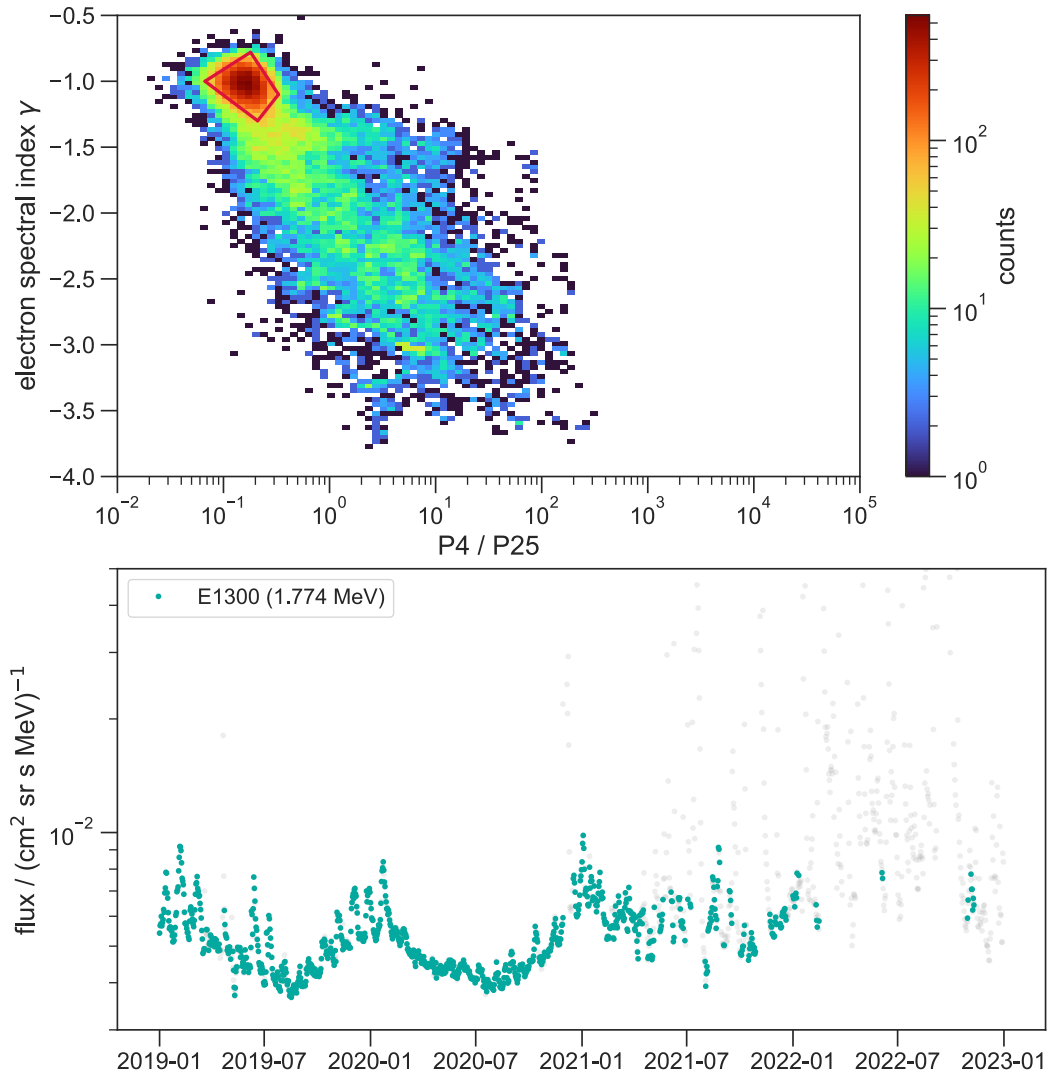 −0.5
−1.0
−1.5
−2.0
−2.5
−3.0
−3.5
−4.0
electron spectral index γ
10⁻² 10⁻¹ 10⁰ 10¹ 10² 10³ 10⁴ 10⁵
P4 / P25
10²
10¹
10⁰
counts
E1300 (1.774 MeV)
10⁻²
flux / (cm² sr s MeV)⁻¹
2019-01 2019-07 2020-01 2020-07 2021-01 2021-07 2022-01 2022-07 2023-01